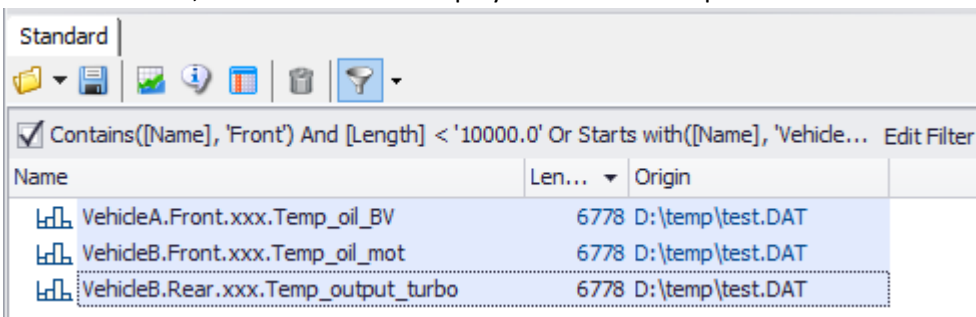 Standard
Contains([Name], 'Front') And [Length] < '10000.0' Or Starts with([Name], 'Vehicle... Edit Filter
Name Len... Origin
VehicleA.Front.xxx.Temp_oil_BV 6778 D:\temp\test.DAT
VehicleB.Front.xxx.Temp_oil_mot 6778 D:\temp\test.DAT
VehicleB.Rear.xxx.Temp_output_turbo 6778 D:\temp\test.DAT